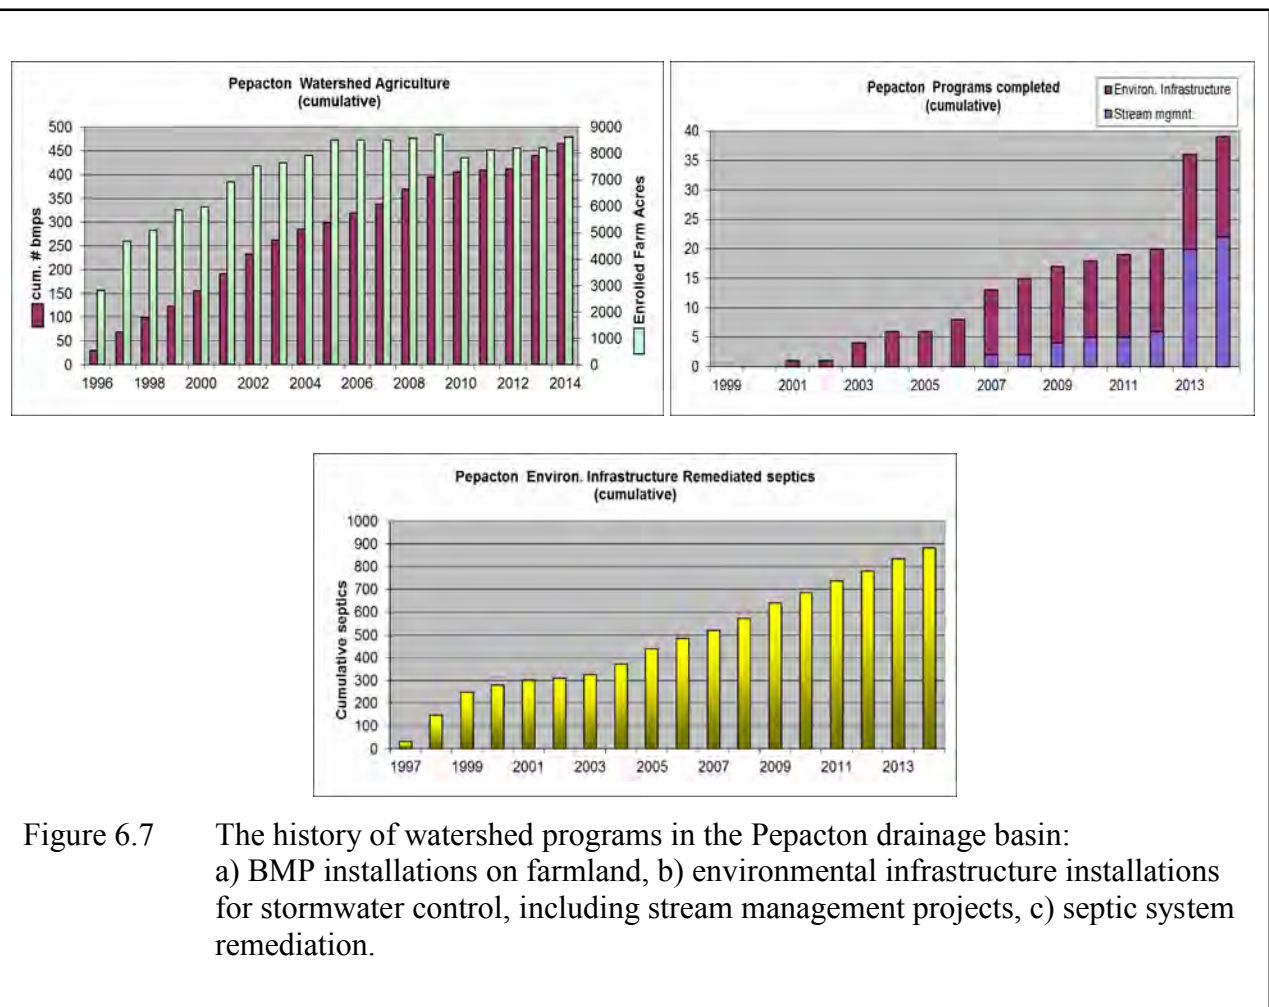 Pepacton Watershed Agriculture
(cumulative)
500
450
400
350
300
250
200
150
100
50
0
cum. # bmps
9000
8000
7000
6000
5000
4000
3000
2000
1000
0
Enrolled Farm Acres
1996 1998 2000 2002 2004 2006 2008 2010 2012 2014
Pepacton Programs completed
(cumulative)
Environ. Infrastructure
Stream mgmnt.
40
35
30
25
20
15
10
5
0
1999 2001 2003 2005 2007 2009 2011 2013
Pepacton Environ. Infrastructure Remediated septics
(cumulative)
Cumulative septics
1000
900
800
700
600
500
400
300
200
100
0
1997 1999 2001 2003 2005 2007 2009 2011 2013
Figure 6.7 The history of watershed programs in the Pepacton drainage basin:
a) BMP installations on farmland, b) environmental infrastructure installations
for stormwater control, including stream management projects, c) septic system
remediation.